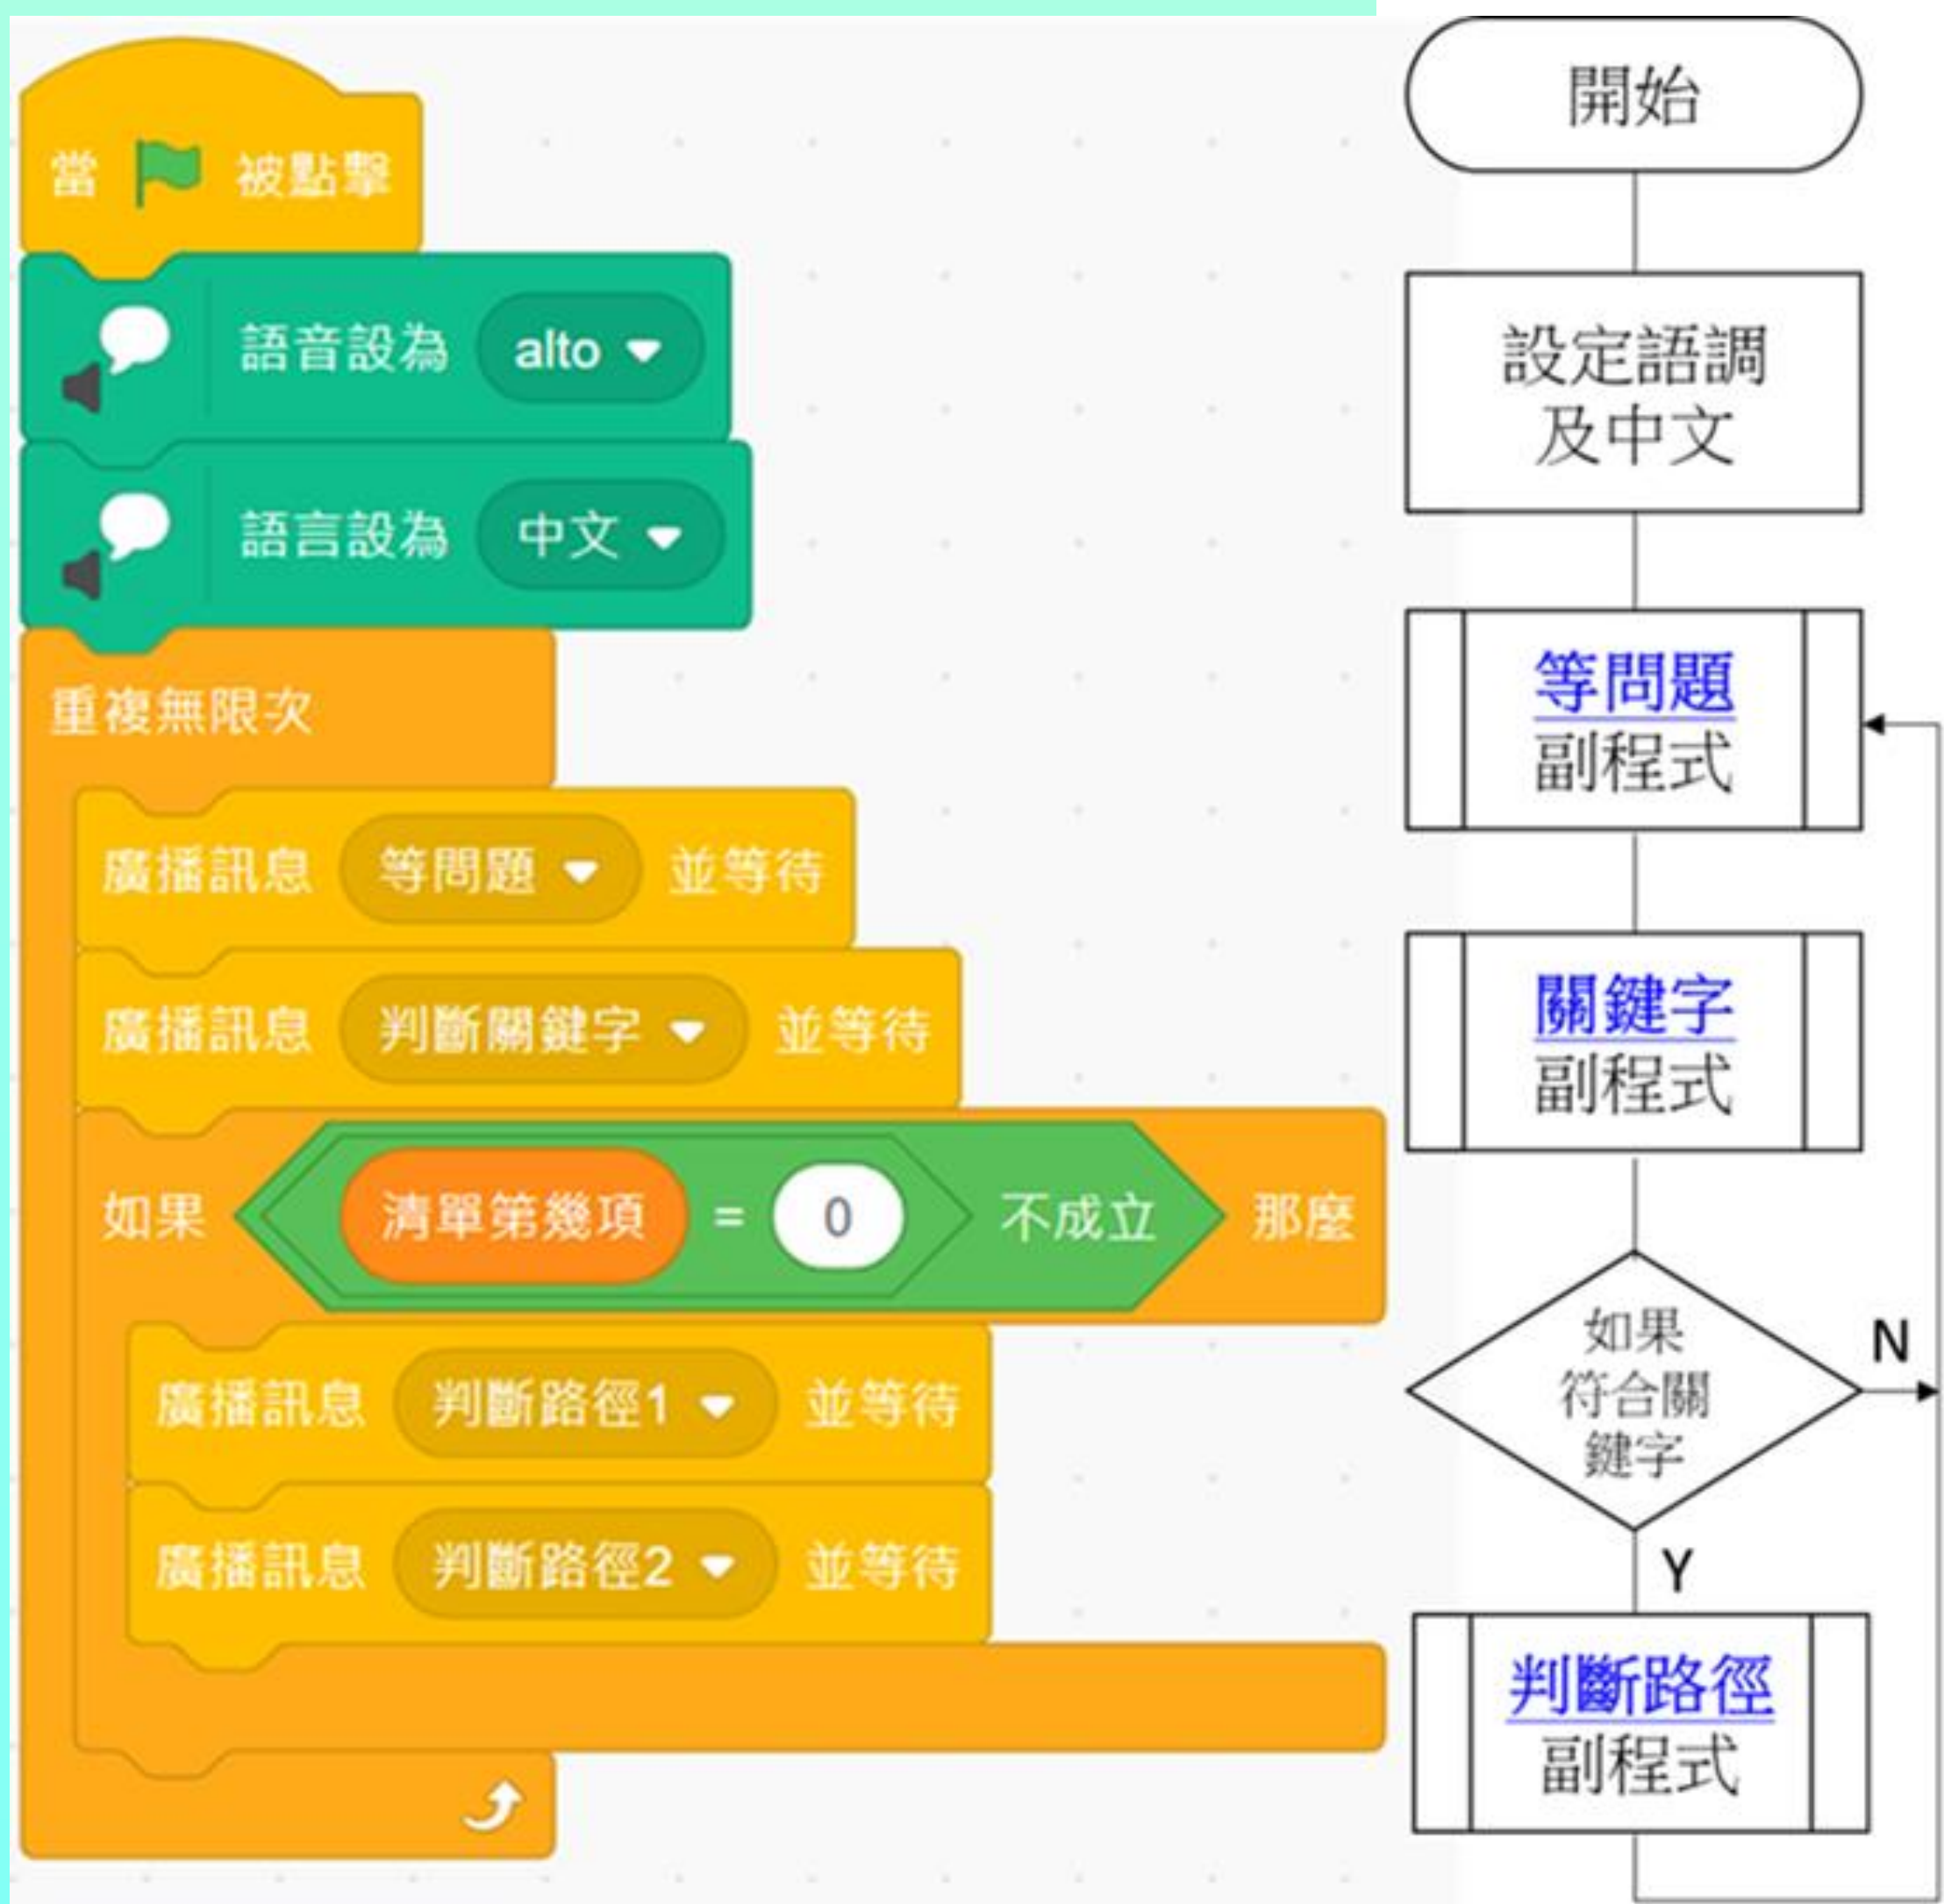 當 被點擊
語音設為 alto
語言設為 中文
重複無限次
廣播訊息 等問題 並等待
廣播訊息 判斷關鍵字 並等待
如果 清單第幾項 = 0 不成立 那麼
廣播訊息 判斷路徑1 並等待
廣播訊息 判斷路徑2 並等待
開始
設定語調
及中文
等問題
副程式
關鍵字
副程式
如果
符合關
鍵字
N
Y
判斷路徑
副程式